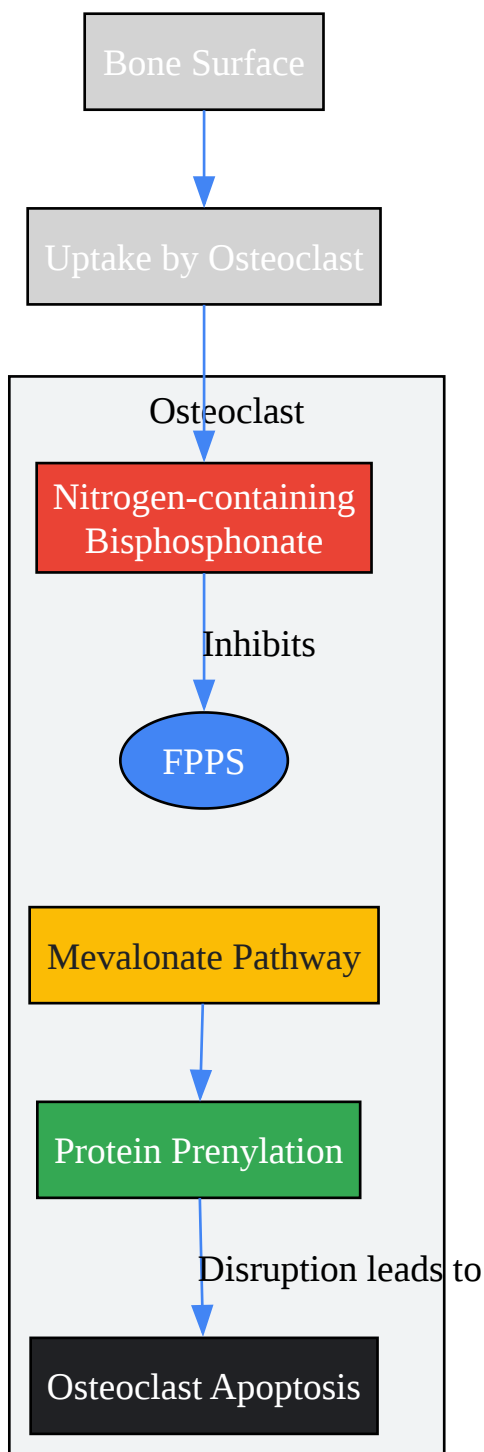 Bone Surface
Uptake by Osteoclast
Osteoclast
Nitrogen-containing
Bisphosphonate
Inhibits
FPPS
Mevalonate Pathway
Protein Prenylation
Disruption leads to
Osteoclast Apoptosis